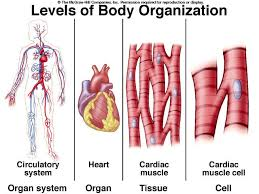 © The McGraw-Hill Companies, Inc. Permission required for reproduction or display.
Levels of Body Organization
Circulatory
system
Heart
Cardiac
muscle
Cardiac
muscle cell
Organ system
Organ
Tissue
Cell